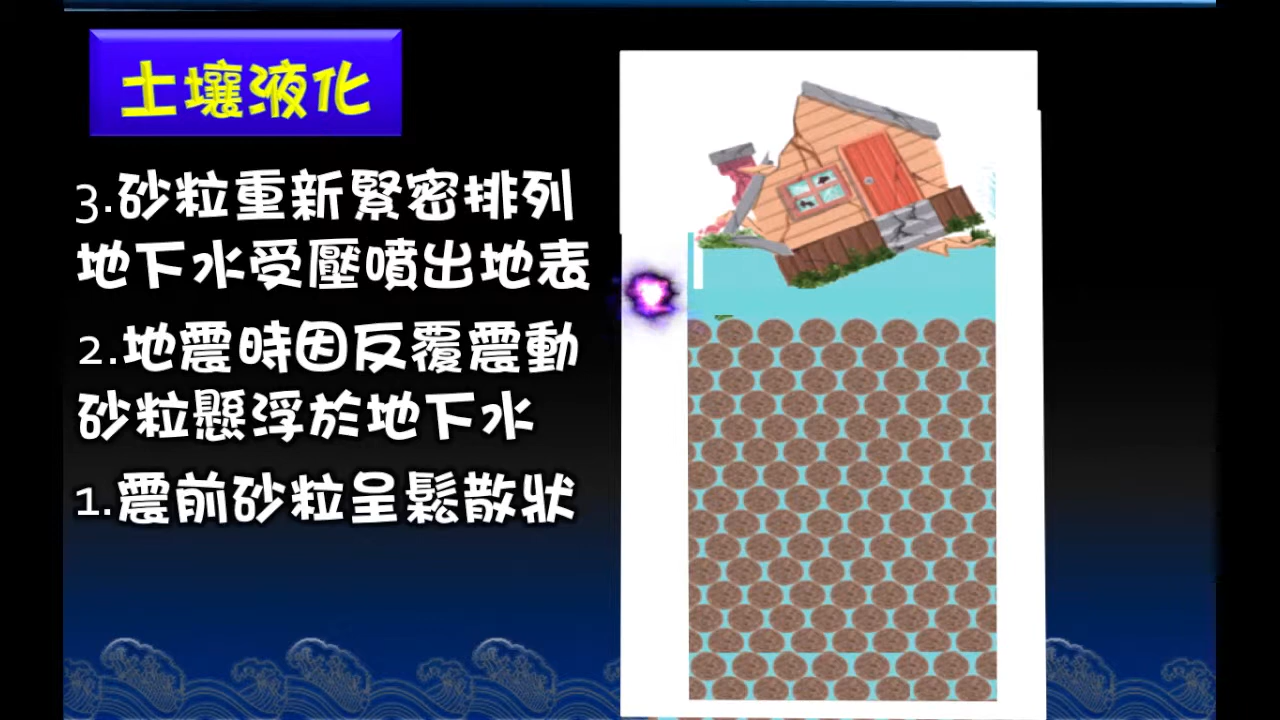 土壤液化
3.砂粒重新緊密排列
地下水受壓噴出地表
2.地震時因反覆震動
砂粒懸浮於地下水
1.震前砂粒呈鬆散狀